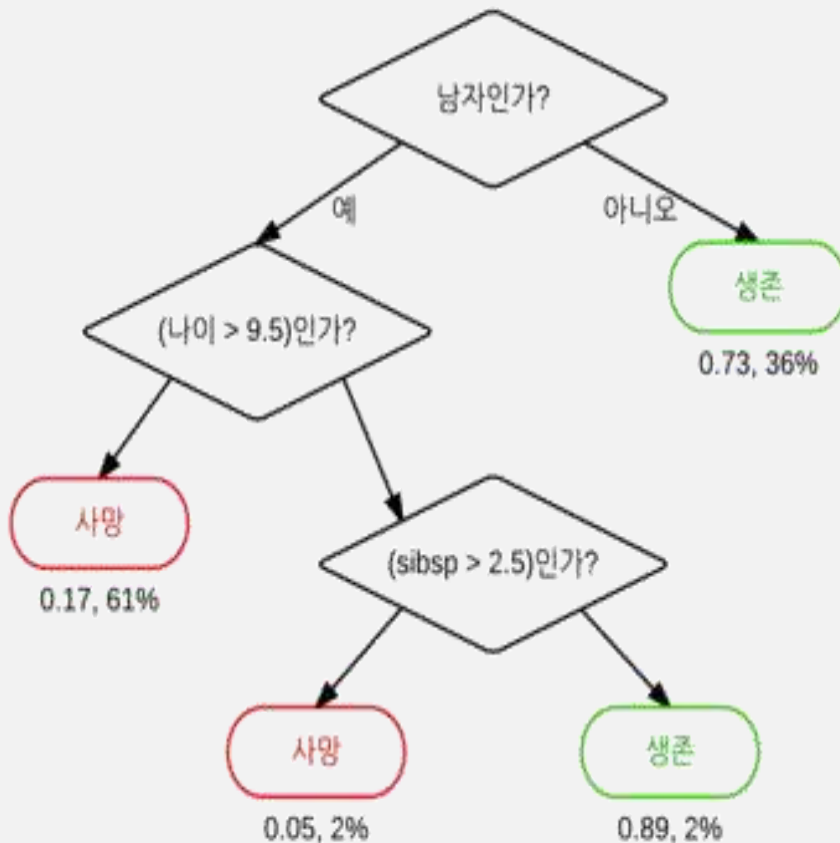 남자인가?
예
아니오
생존
0.73, 36%
(나이 > 9.5)인가?
사망
0.17, 61%
(sibsp > 2.5)인가?
사망
0.05, 2%
생존
0.89, 2%